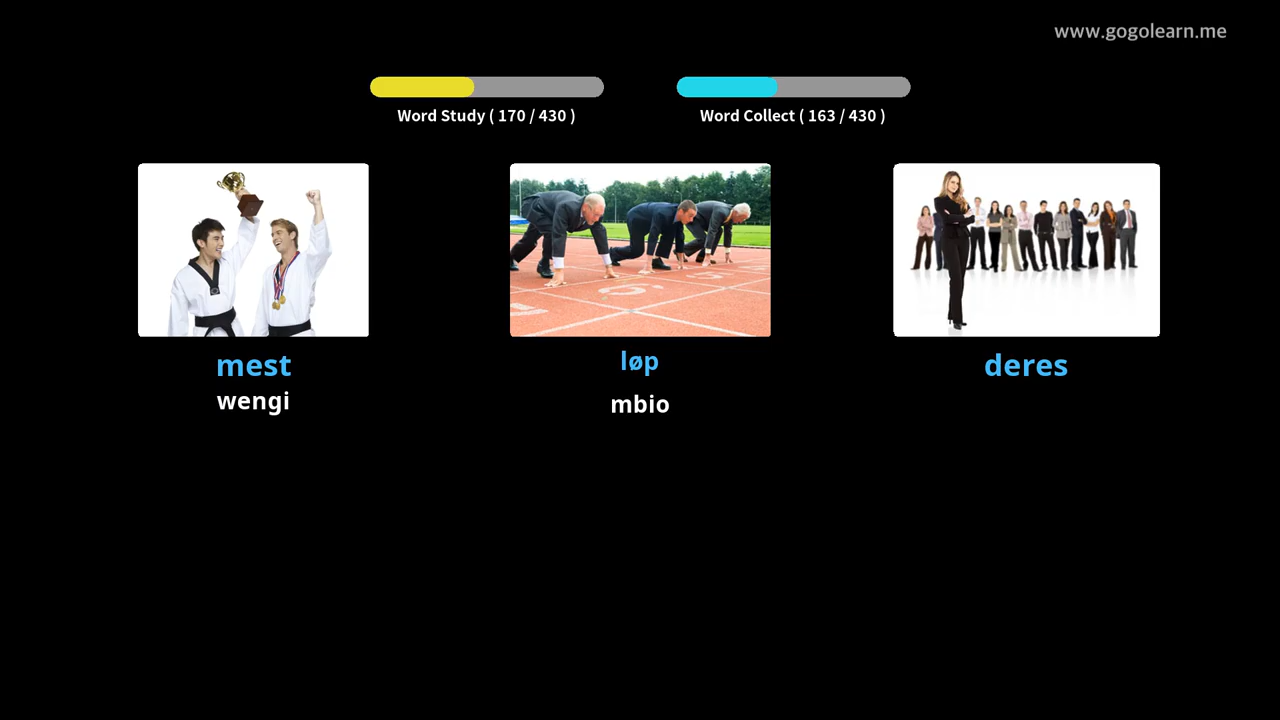 www.gogolearn.me
Word Study ( 170 / 430 )
Word Collect ( 163 / 430 )
mest
wengi
løp
mbio
deres